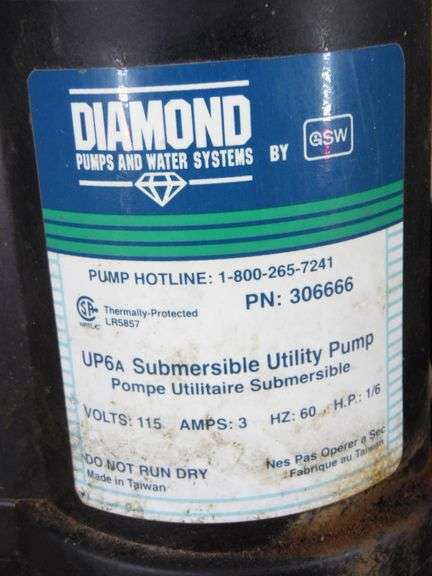 DIAMOND
PUMPS AND WATER SYSTEMS BY GSW
PUMP HOTLINE: 1-800-265-7241
PN: 306666
Thermally-Protected
LR5857
UP6A Submersible Utility Pump
Pompe Utilitaire Submersible
VOLTS: 115 AMPS: 3 HZ: 60 H.P.: 1/6
DO NOT RUN DRY
Made in Taiwan
Nes Pas Operer a Sec
Fabrique au Taiwan